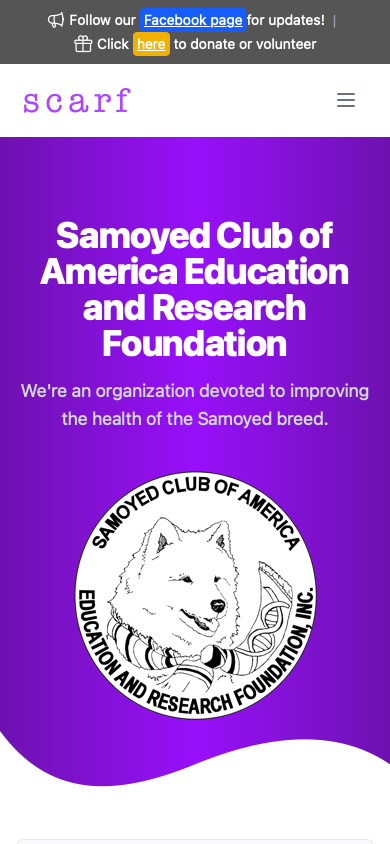 Follow our Facebook page for updates! |
Click here to donate or volunteer
scarf
Samoyed Club of
America Education
and Research
Foundation
We're an organization devoted to improving
the health of the Samoyed breed.
SAMOYED CLUB OF AMERICA
EDUCATION AND RESEARCH FOUNDATION, INC.